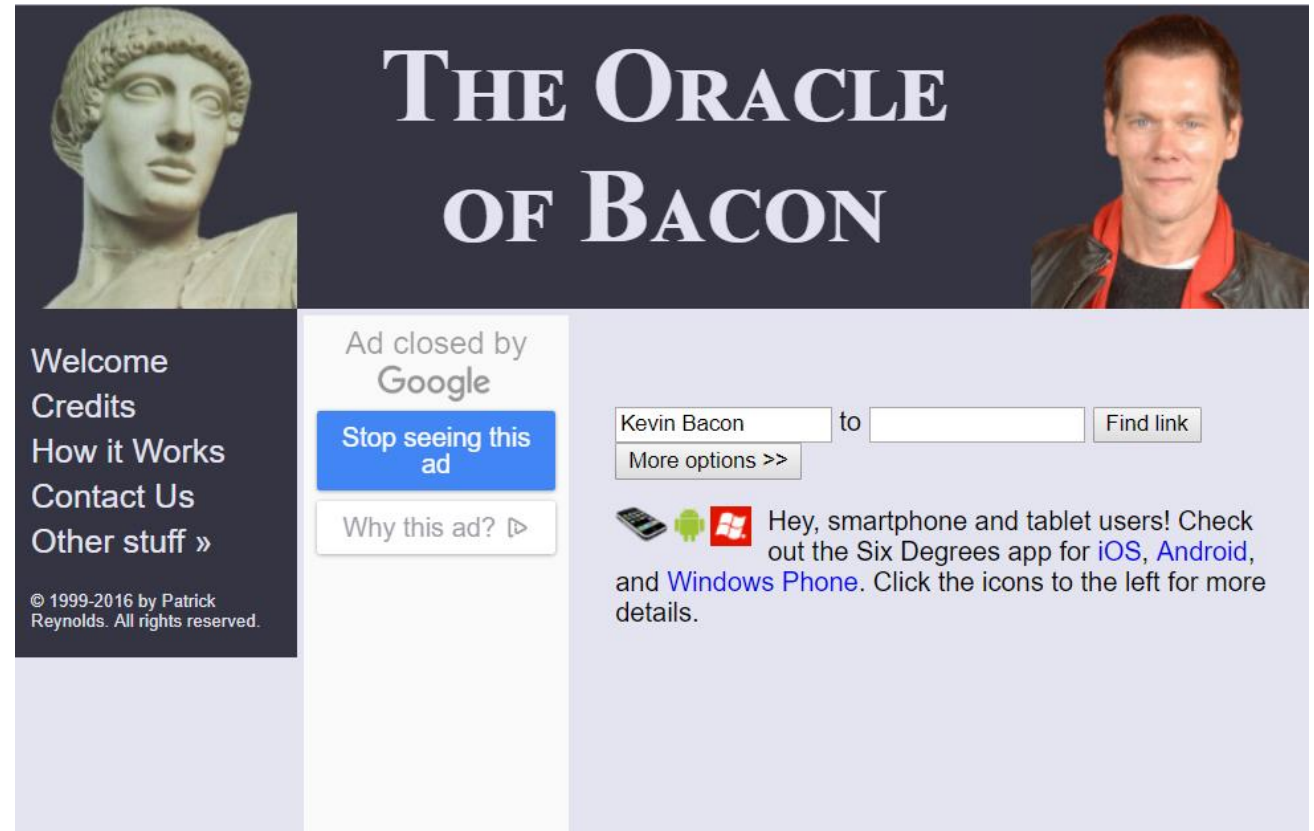 THE ORACLE
OF BACON
Welcome
Credits
How it Works
Contact Us
Other stuff »
© 1999-2016 by Patrick
Reynolds. All rights reserved.
Ad closed by
Google
Stop seeing this
ad
Why this ad?
Kevin Bacon to Find link
More options >>
Hey, smartphone and tablet users! Check
out the Six Degrees app for iOS, Android,
and Windows Phone. Click the icons to the left for more
details.